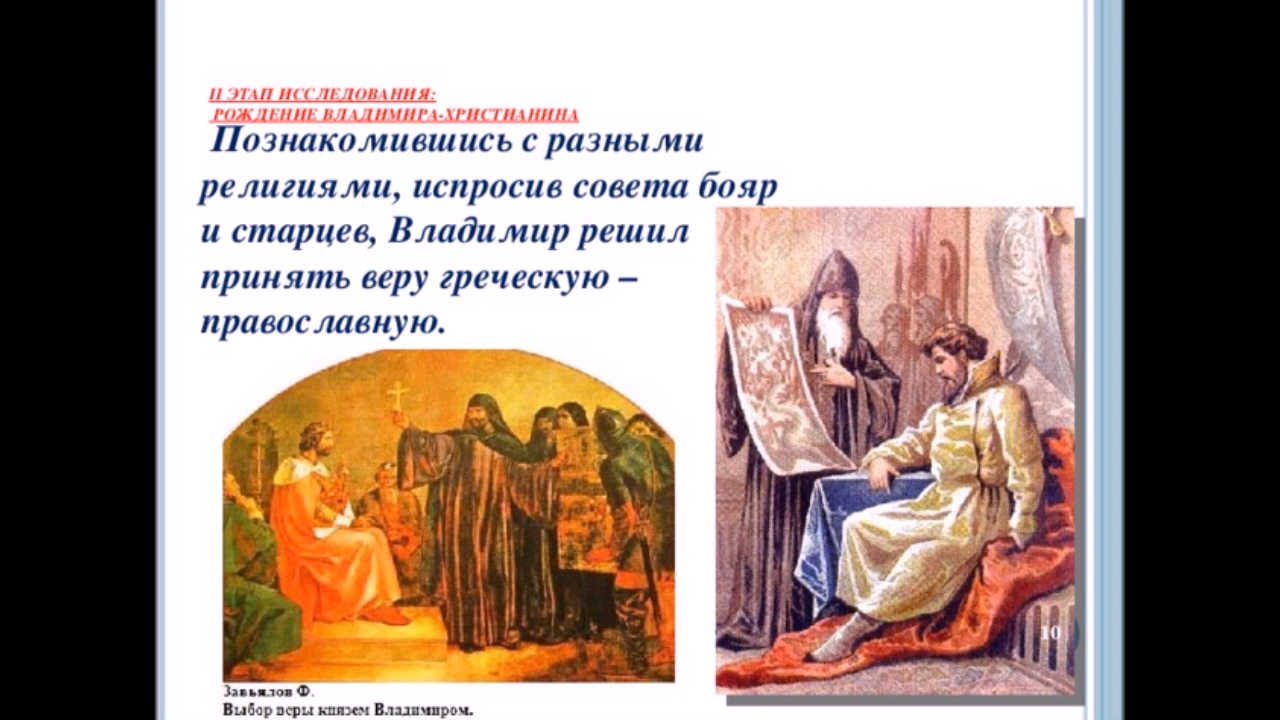 II ЭТАП ИССЛЕДОВАНИЯ:
РОЖДЕНИЕ ВЛАДИМИРА-ХРИСТИАНИНА
Познакомившись с разными
религиями, испросив совета бояр
и старцев, Владимир решил
принять веру греческую –
православную.
10
Завьялов Ф.
Выбор веры князем Владимиром.